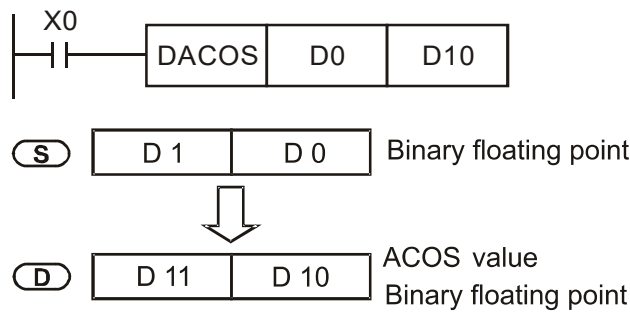 X0
DACOS D0 D10
S D 1 D 0 Binary floating point
D D 11 D 10 ACOS value
Binary floating point